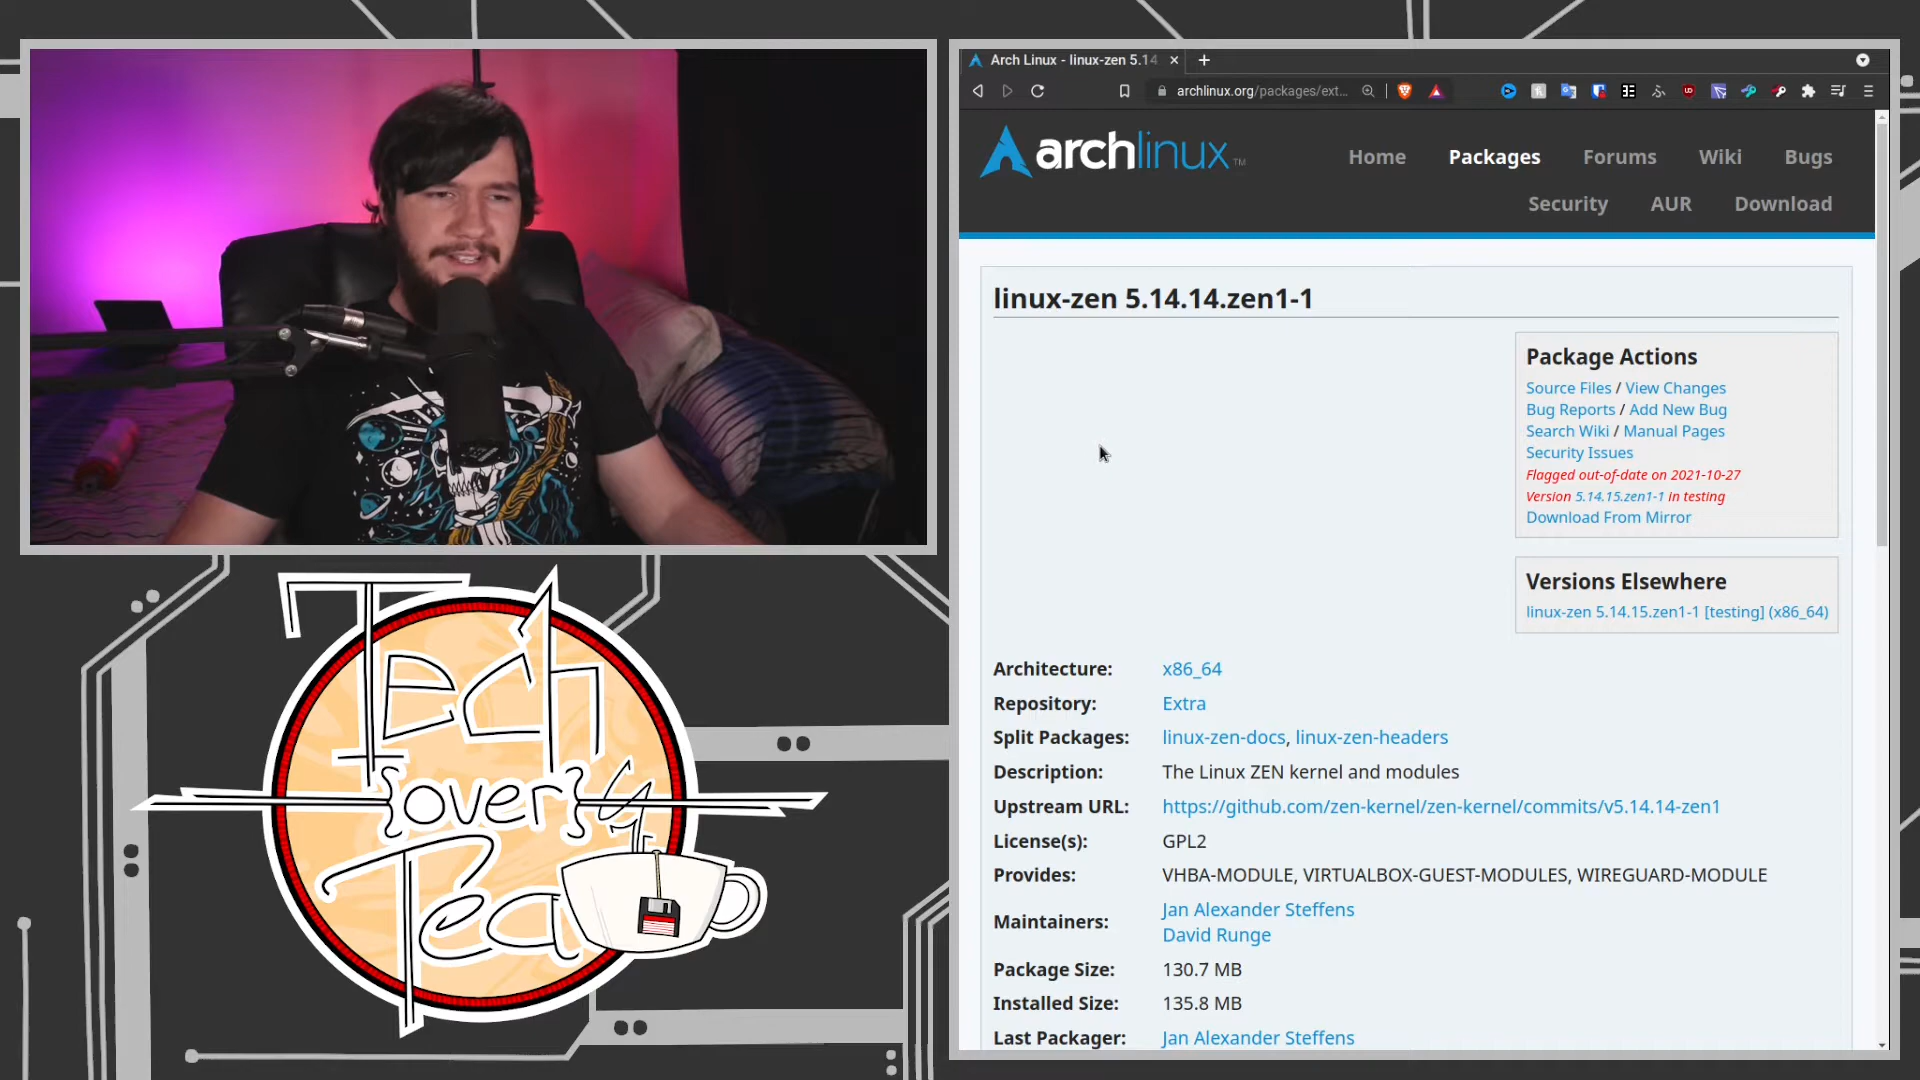 Tech
{over}
Tea
Arch Linux - linux-zen 5.14
archlinux.org/packages/ext...
archlinux™
Home Packages Forums Wiki Bugs
Security AUR Download
linux-zen 5.14.14.zen1-1
Package Actions
Source Files / View Changes
Bug Reports / Add New Bug
Search Wiki / Manual Pages
Security Issues
Flagged out-of-date on 2021-10-27
Version 5.14.15.zen1-1 in testing
Download From Mirror
Versions Elsewhere
linux-zen 5.14.15.zen1-1 [testing] (x86_64)
Architecture: x86_64
Repository: Extra
Split Packages: linux-zen-docs, linux-zen-headers
Description: The Linux ZEN kernel and modules
Upstream URL: https://github.com/zen-kernel/zen-kernel/commits/v5.14.14-zen1
License(s): GPL2
Provides: VHBA-MODULE, VIRTUALBOX-GUEST-MODULES, WIREGUARD-MODULE
Maintainers: Jan Alexander Steffens
David Runge
Package Size: 130.7 MB
Installed Size: 135.8 MB
Last Packager: Jan Alexander Steffens